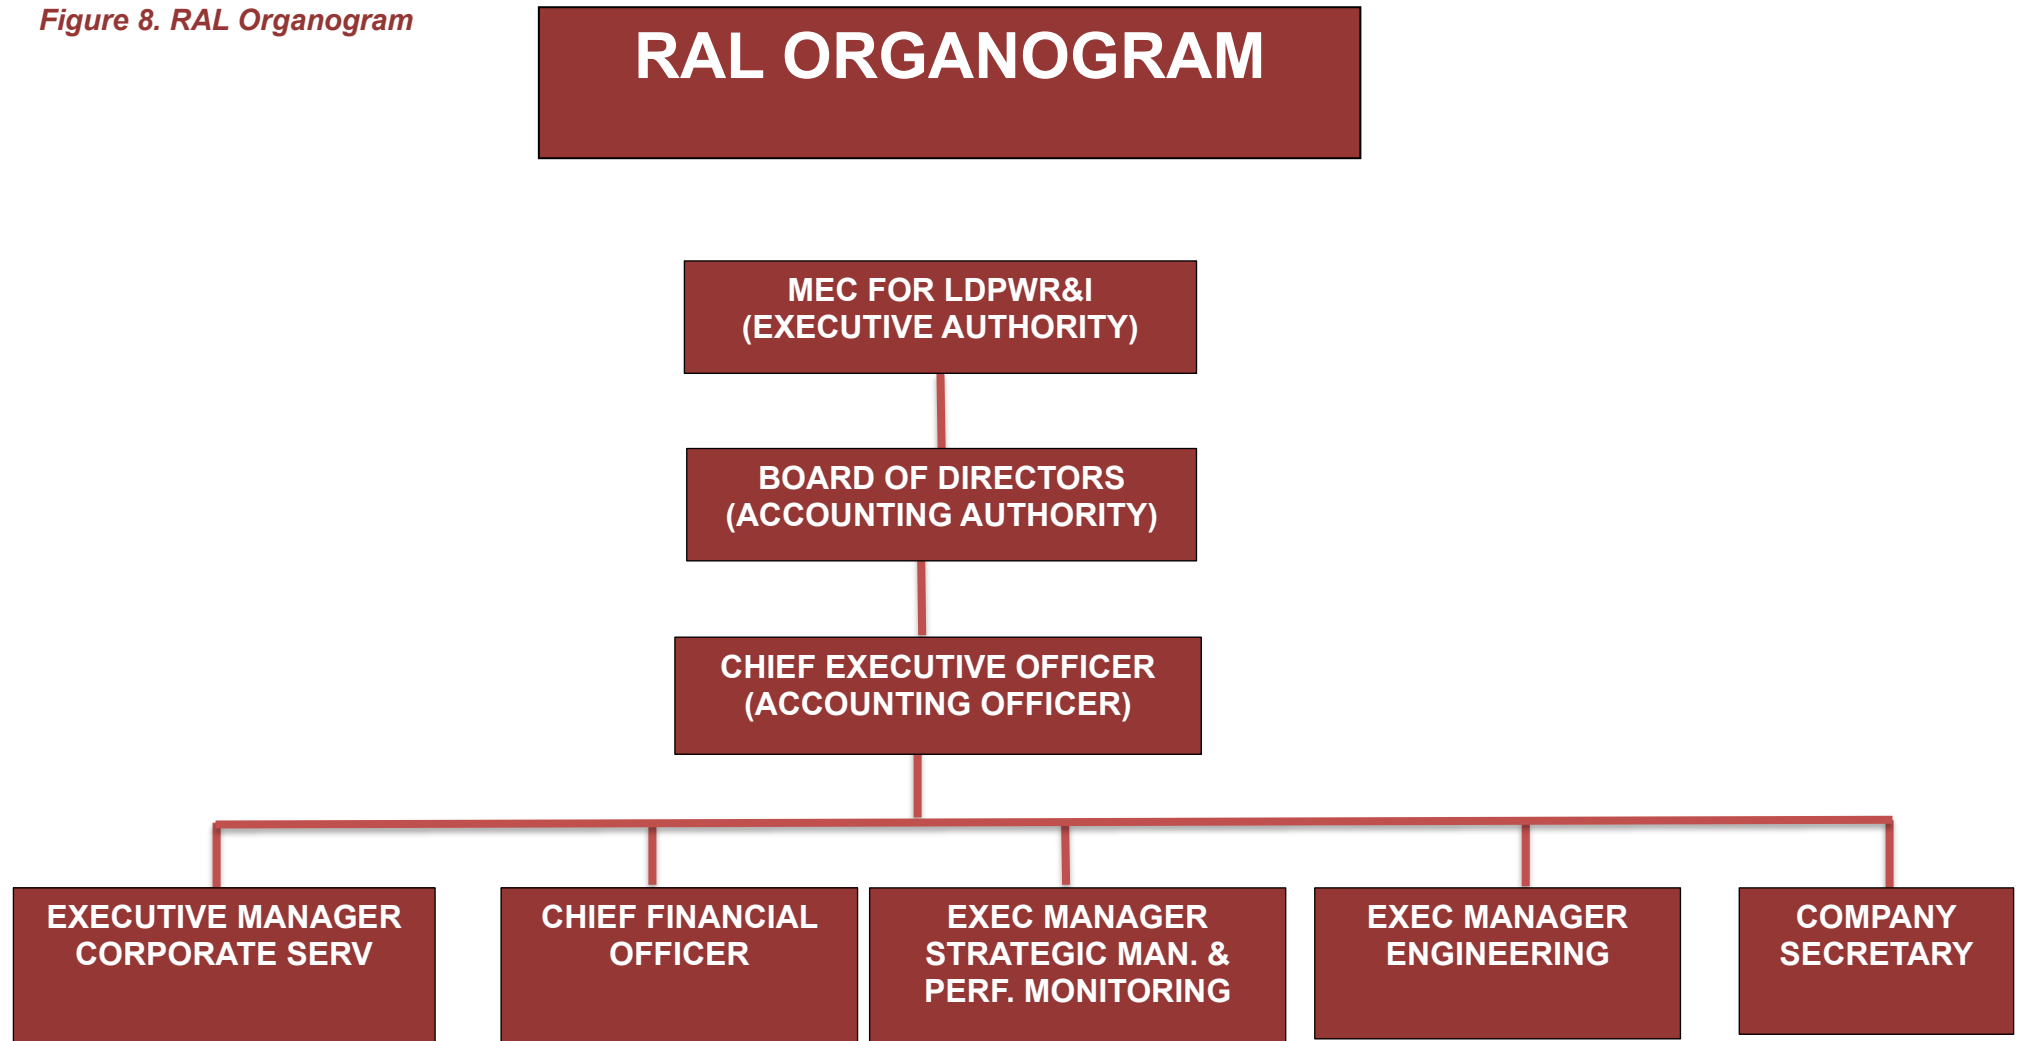 Figure 8. RAL Organogram
RAL ORGANOGRAM
MEC FOR LDPWR&I
(EXECUTIVE AUTHORITY)
BOARD OF DIRECTORS
(ACCOUNTING AUTHORITY)
CHIEF EXECUTIVE OFFICER
(ACCOUNTING OFFICER)
EXECUTIVE MANAGER
CORPORATE SERV
CHIEF FINANCIAL
OFFICER
EXEC MANAGER
STRATEGIC MAN. &
PERF. MONITORING
EXEC MANAGER
ENGINEERING
COMPANY
SECRETARY